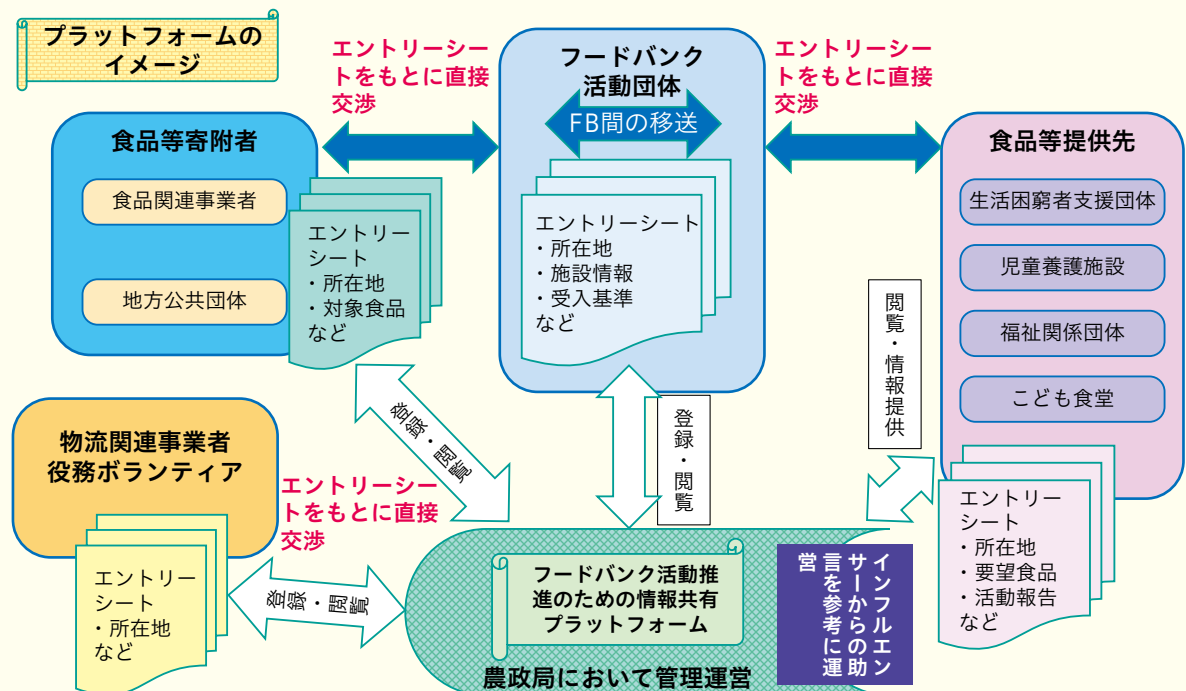 プラットフォームの
イメージ
エントリーシー
トをもとに直接
交渉
フードバンク
活動団体
FB間の移送
エントリーシー
トをもとに直接
交渉
食品等寄附者
食品関連事業者
地方公共団体
エントリー
シート
・所在地
・対象食品
など
エントリーシート
・所在地
・施設情報
・受入基準
など
食品等提供先
生活困窮者支援団体
児童養護施設
福祉関係団体
こども食堂
閲覧・情報提供
エントリー
シート
・所在地
・要望食品
・活動報告
など
登録・閲覧
登録・閲覧
物流関連事業者
役務ボランティア
エントリーシー
トをもとに直接
交渉
エントリー
シート
・所在地
など
登録・閲覧
フードバンク活動推
進のための情報共有
プラットフォーム
インフルエン
サーからの助
言を参考に運
営
農政局において管理運営